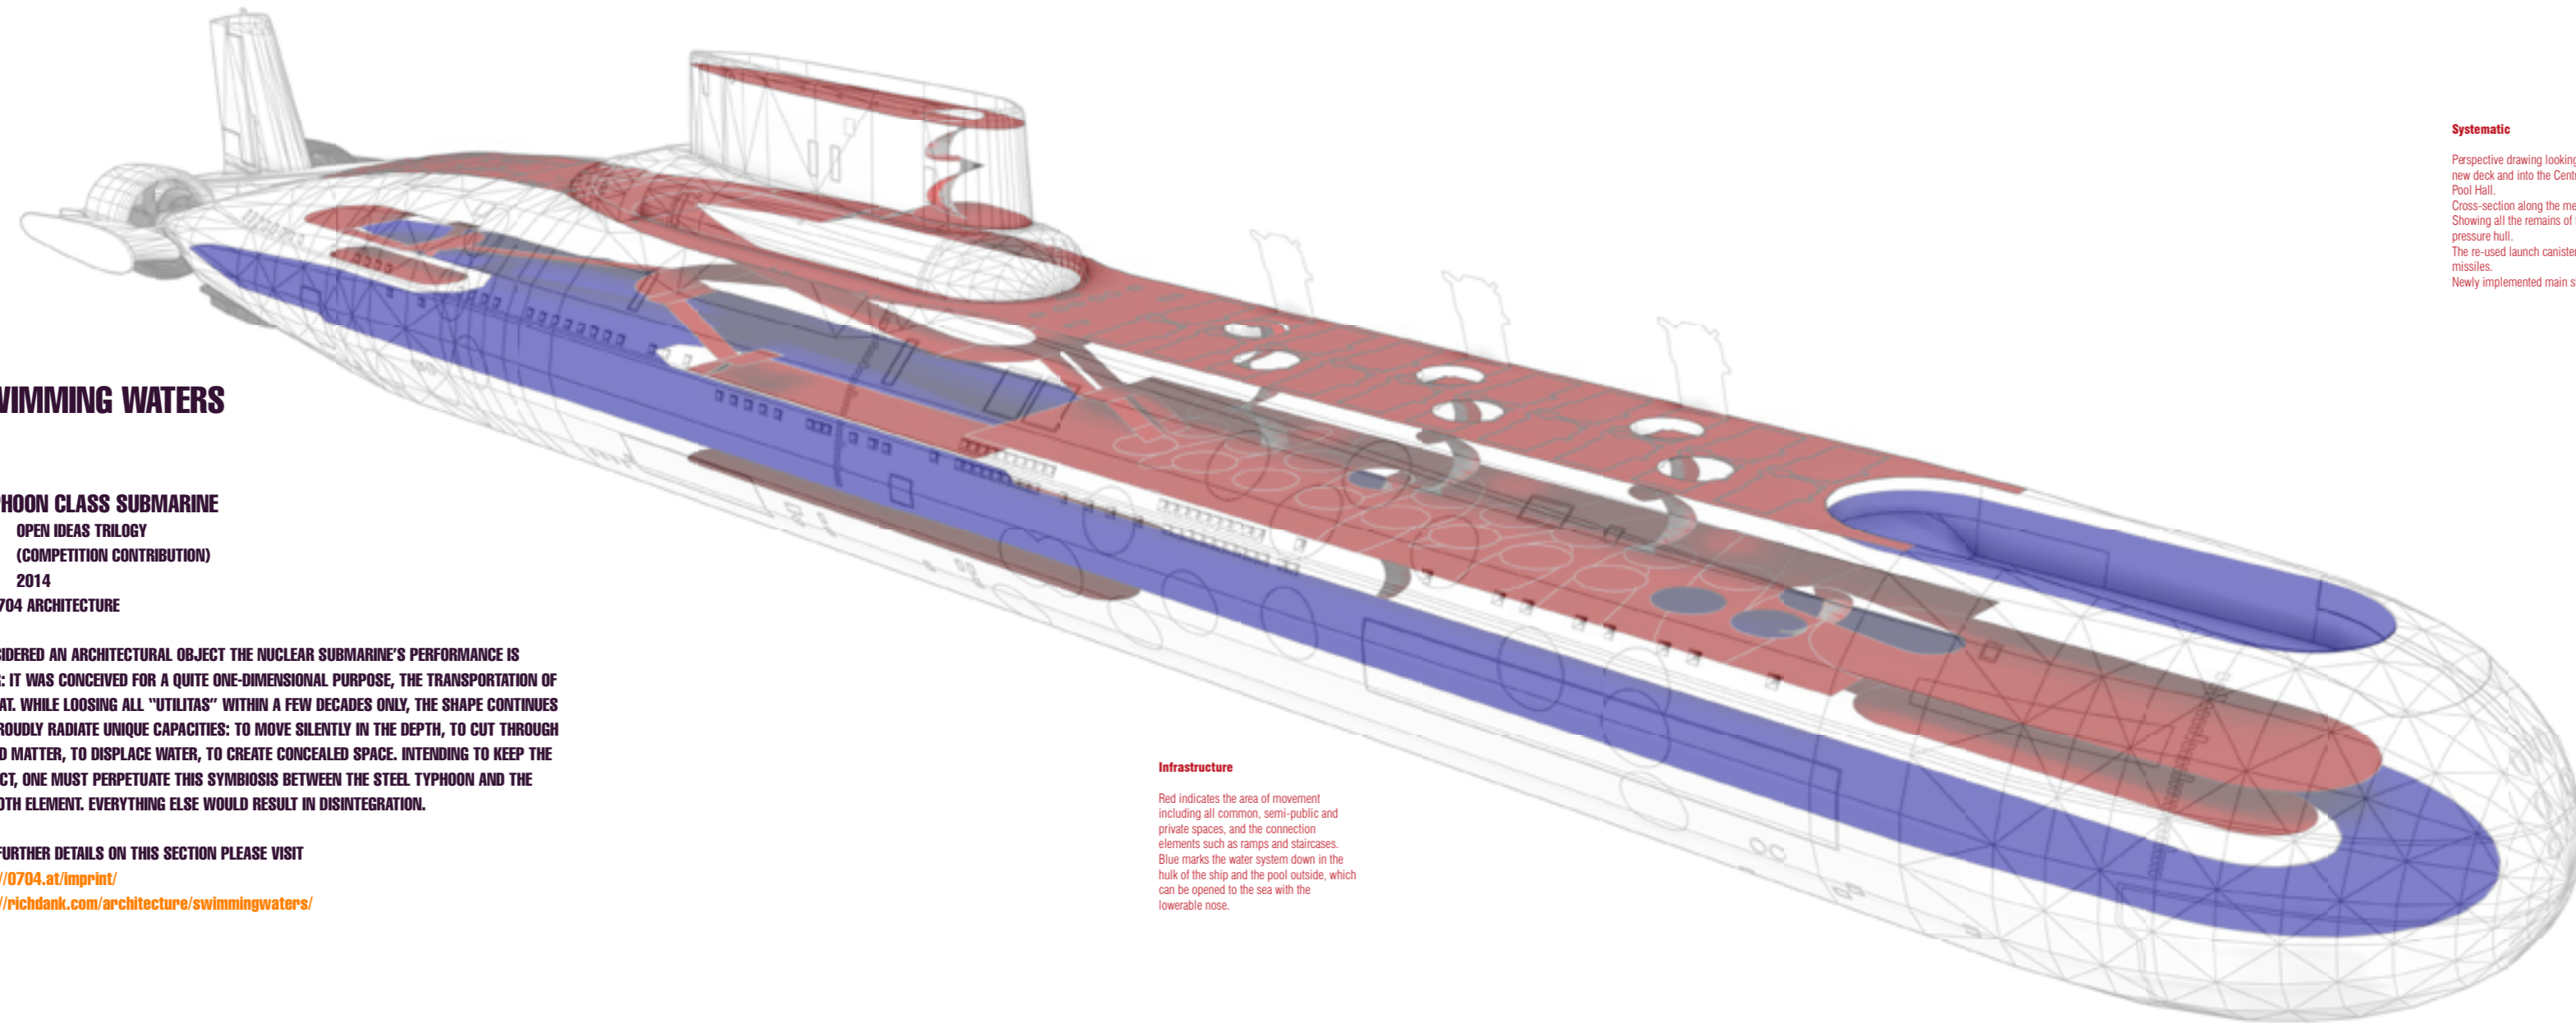 WIMMING WATERS
PHOON CLASS SUBMARINE
OPEN IDEAS TRILOGY
(COMPETITION CONTRIBUTION)
2014
704 ARCHITECTURE
SIDERED AN ARCHITECTURAL OBJECT THE NUCLEAR SUBMARINE'S PERFORMANCE IS
: IT WAS CONCEIVED FOR A QUITE ONE-DIMENSIONAL PURPOSE, THE TRANSPORTATION OF
AT. WHILE LOOSING ALL "UTILITAS" WITHIN A FEW DECADES ONLY, THE SHAPE CONTINUES
ROUDLY RADIATE UNIQUE CAPACITIES: TO MOVE SILENTLY IN THE DEPTH, TO CUT THROUGH
D MATTER, TO DISPLACE WATER, TO CREATE CONCEALED SPACE. INTENDING TO KEEP THE
CT, ONE MUST PERPETUATE THIS SYMBIOSIS BETWEEN THE STEEL TYPHOON AND THE
OTH ELEMENT. EVERYTHING ELSE WOULD RESULT IN DISINTEGRATION.
FURTHER DETAILS ON THIS SECTION PLEASE VISIT
//0704.at/imprint/
//richdank.com/architecture/swimmingwaters/
Infrastructure
Red indicates the area of movement
including all common, semi-public and
private spaces, and the connection
elements such as ramps and staircases.
Blue marks the water system down in the
hulk of the ship and the pool outside, which
can be opened to the sea with the
lowerable nose.
Systematic
Perspective drawing looking
new deck and into the Cent
Pool Hall.
Cross-section along the me
Showing all the remains of
pressure hull.
The re-used launch caniste
missiles.
Newly implemented main s